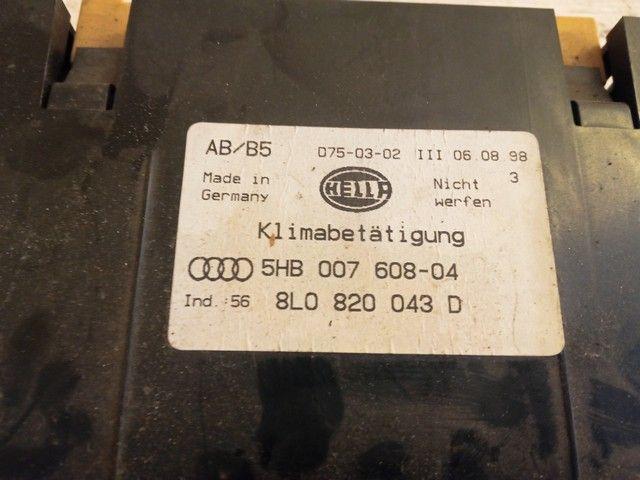 AB/B5 075-03-02 III 06.08.98
Made in Germany HELLA Nicht werfen 3
Klimabetätigung
5HB 007 608-04
Ind.:56 8L0 820 043 D